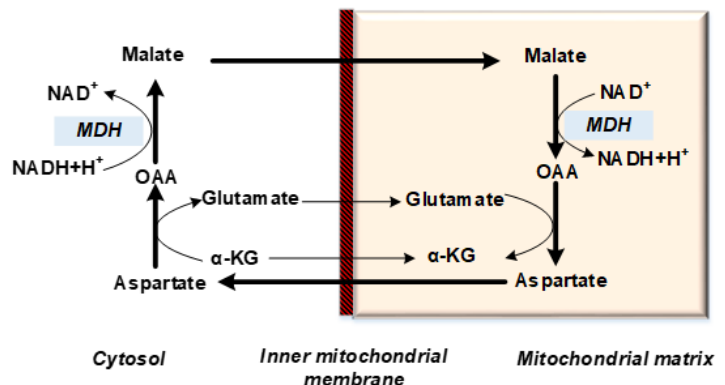 Malate
Malate
NAD+
NAD+
MDH
MDH
NADH+H+
NADH+H+
OAA
OAA
Glutamate
Glutamate
α-KG
α-KG
Aspartate
Aspartate
Cytosol
Inner mitochondrial
membrane
Mitochondrial matrix